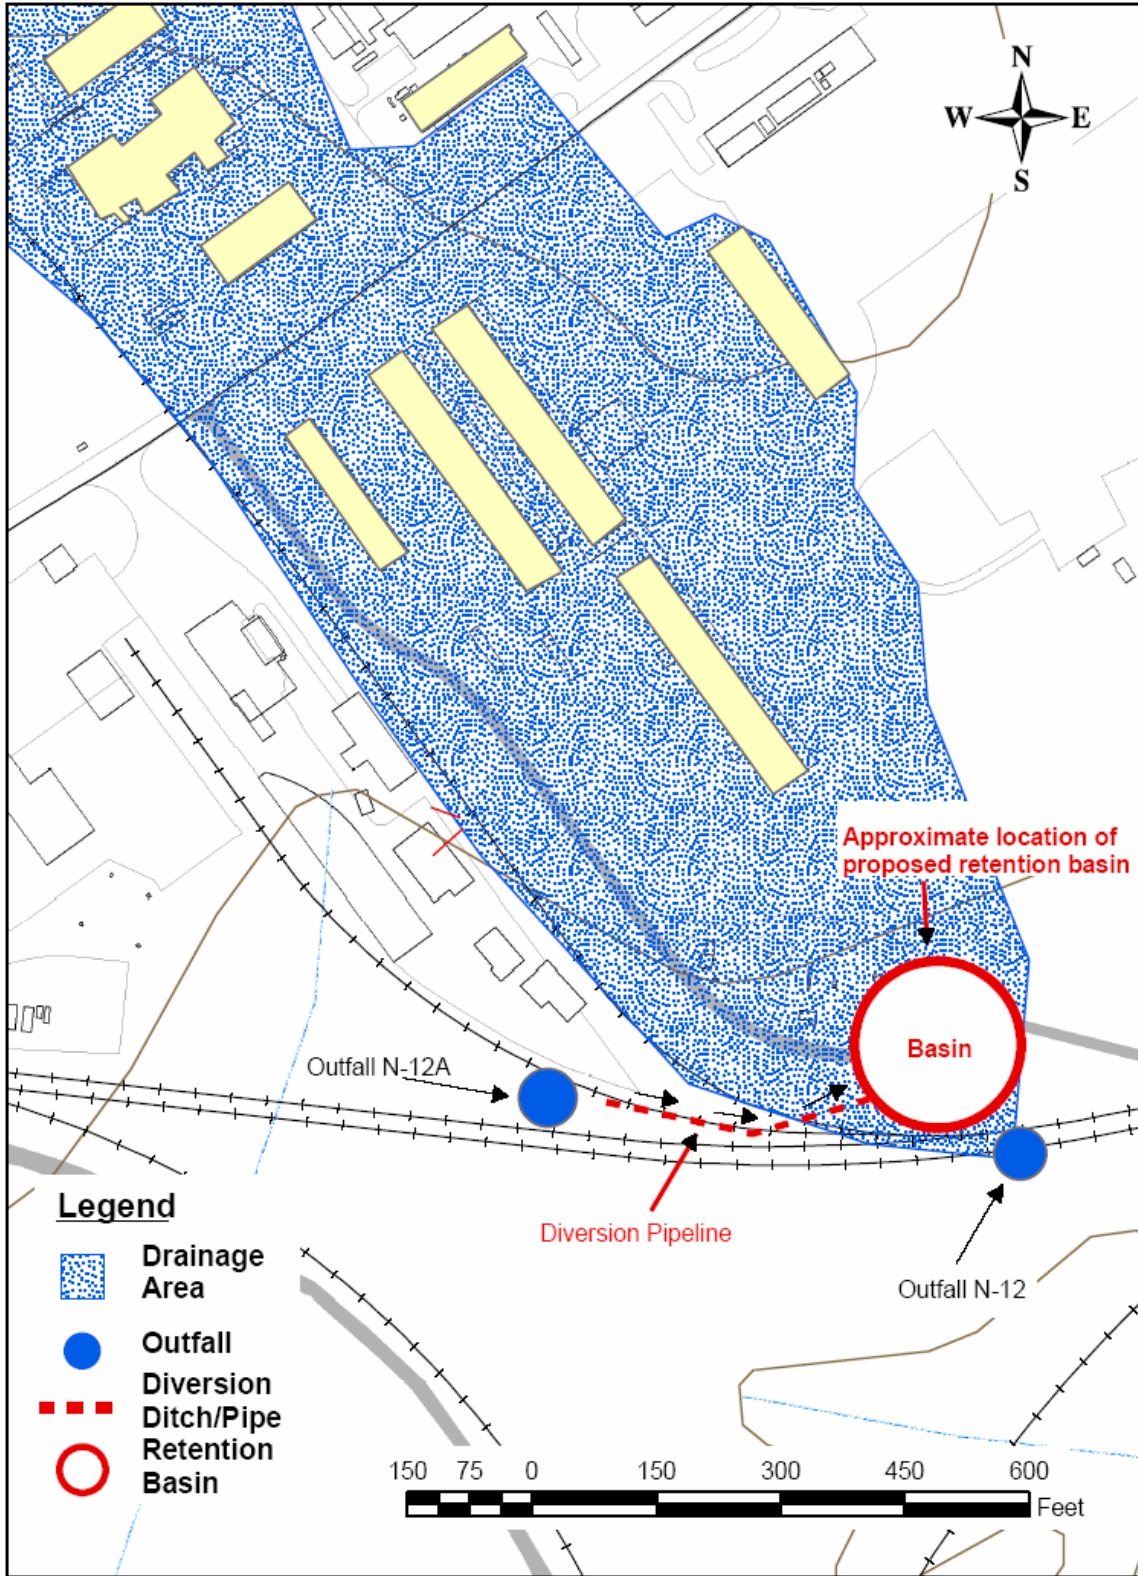 N
W E
S
Approximate location of
proposed retention basin
Basin
Outfall N-12A
Diversion Pipeline
Outfall N-12
Legend
Drainage
Area
Outfall
Diversion
Ditch/Pipe
Retention
Basin
150 75 0 150 300 450 600
Feet